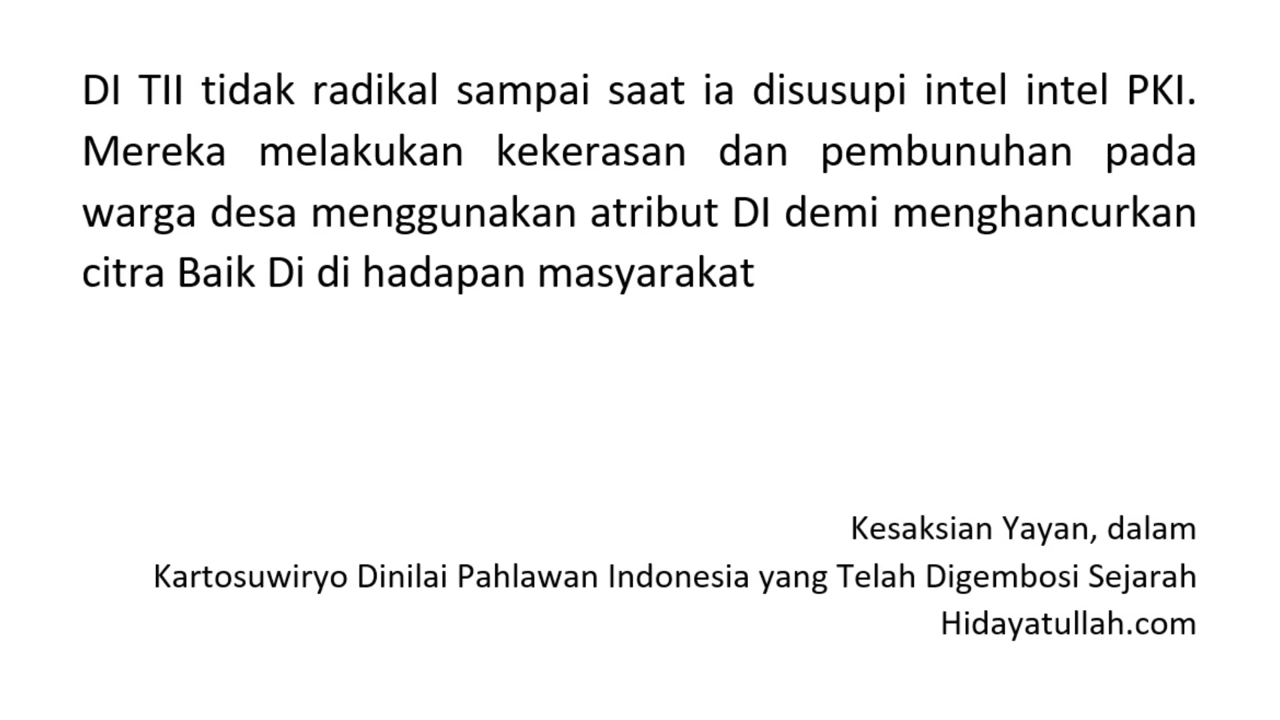 DI TII tidak radikal sampai saat ia disusupi intel intel PKI.
Mereka melakukan kekerasan dan pembunuhan pada
warga desa menggunakan atribut DI demi menghancurkan
citra Baik Di di hadapan masyarakat
Kesaksian Yayan, dalam
Kartosuwiryo Dinilai Pahlawan Indonesia yang Telah Digembosi Sejarah
Hidayatullah.com